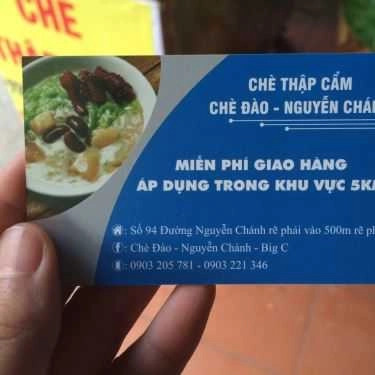 CHÈ
CHÈ THẬP CẨM
CHÈ ĐÀO - NGUYỄN CHÁN
MIỄN PHÍ GIAO HÀNG
ÁP DỤNG TRONG KHU VỰC 5K
: Số 94 Đường Nguyễn Chánh rẽ phải vào 500m rẽ ph
: Chè Đào - Nguyễn Chánh - Big C
: 0903 205 781 - 0903 221 346